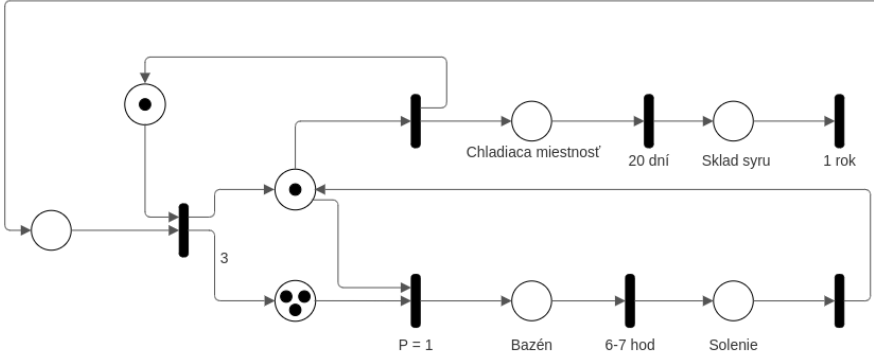 Chladiaca miestnosť
20 dní
Sklad syru
1 rok
3
P = 1
Bazén
6-7 hod
Solenie